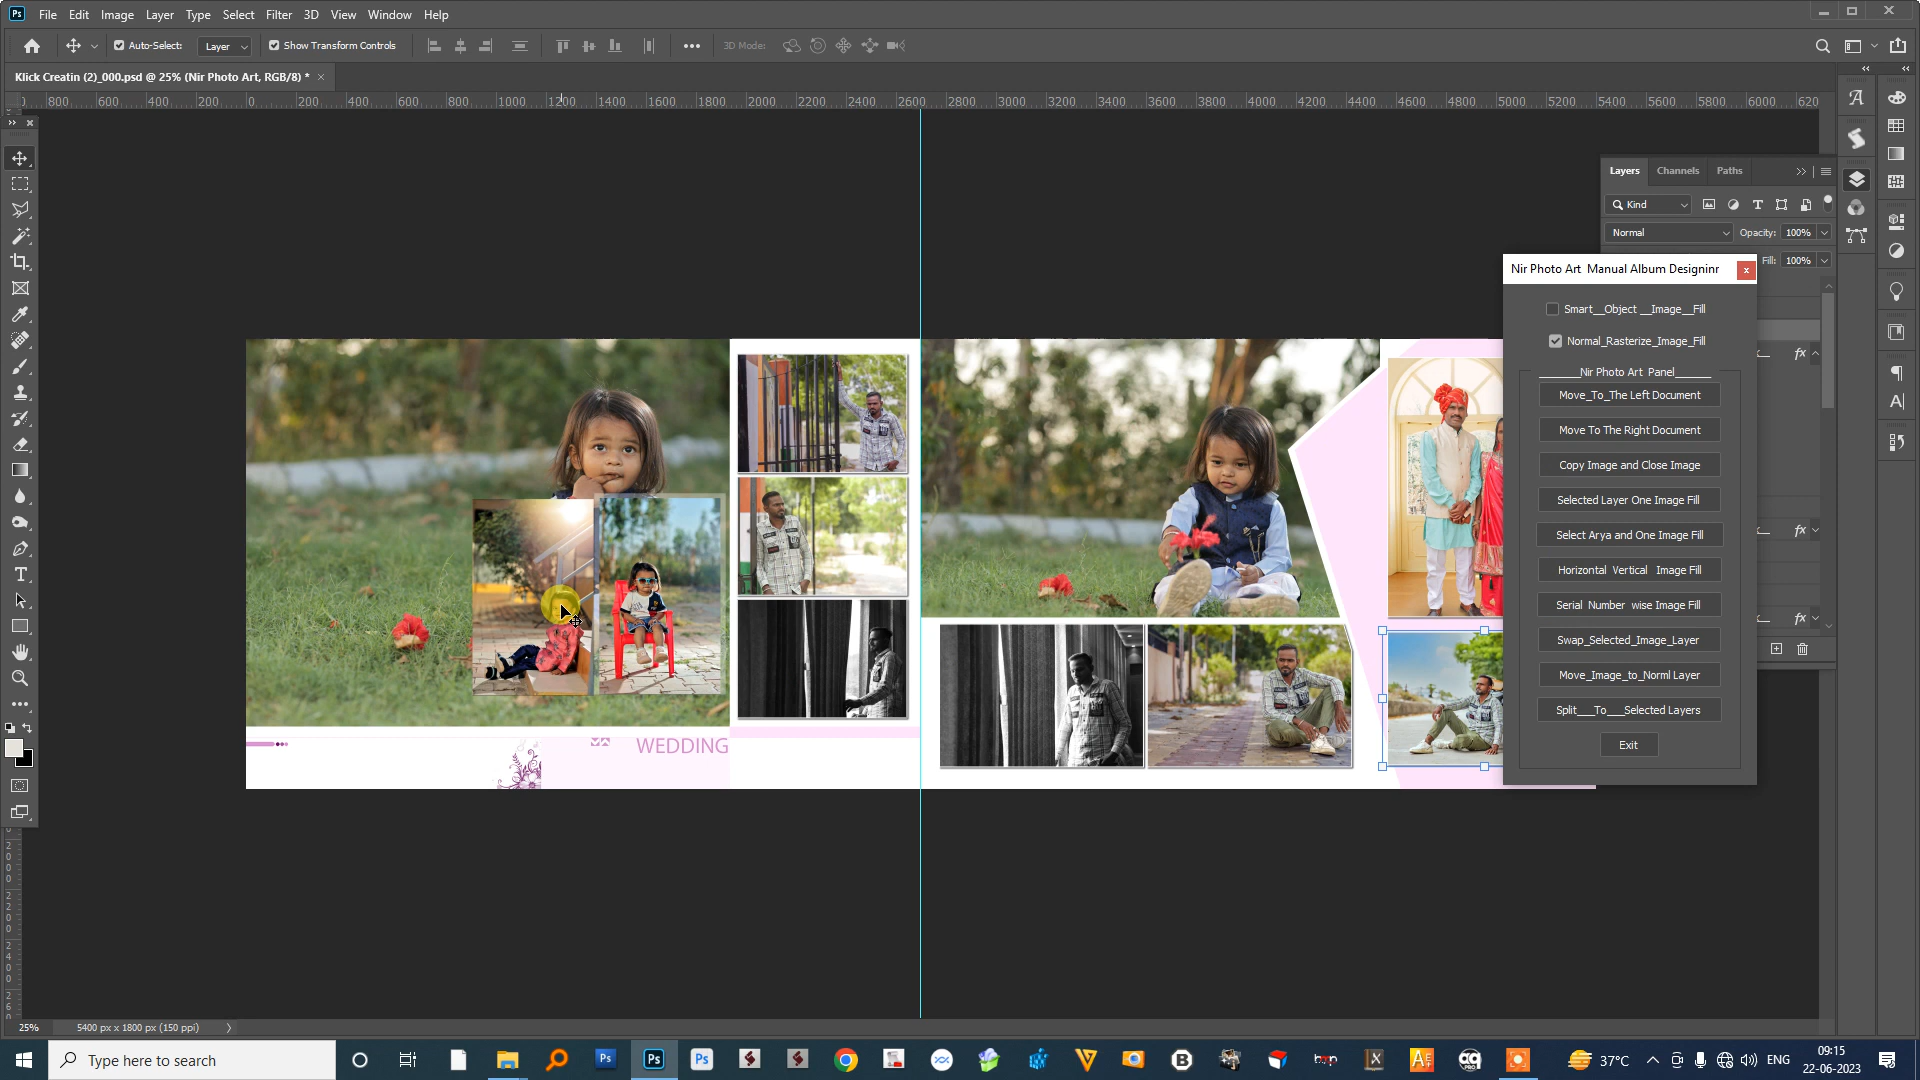 File Edit Image Layer Type Select Filter 3D View Window Help
Auto-Select: Layer Show Transform Controls 3D Mode:
Klick Creatin (2)_000.psd @ 25% (Nir Photo Art, RGB/8) *
800 600 400 200 0 200 400 600 800 1000 1200 1400 1600 1800 2000 2200 2400 2600 2800 3000 3200 3400 3600 3800 4000 4200 4400 4600 4800 5000 5200 5400 5600 5800 6000 620
Layers Channels Paths
Kind
Normal Opacity: 100%
Fill: 100%
Nir Photo Art Manual Album Designinr
Smart__Object __Image__Fill
Normal_Rasterize_Image_Fill
_______Nir Photo Art Panel______
Move_To_The Left Document
Move To The Right Document
Copy Image and Close Image
Selected Layer One Image Fill
Select Arya and One Image Fill
Horizontal Vertical Image Fill
Serial Number wise Image Fill
Swap_Selected_Image_Layer
Move_Image_to_Norml Layer
Split___To___Selected Layers
Exit
WEDDING
25% 5400 px x 1800 px (150 ppi)
Type here to search
37°C ENG
09:15
22-06-2023